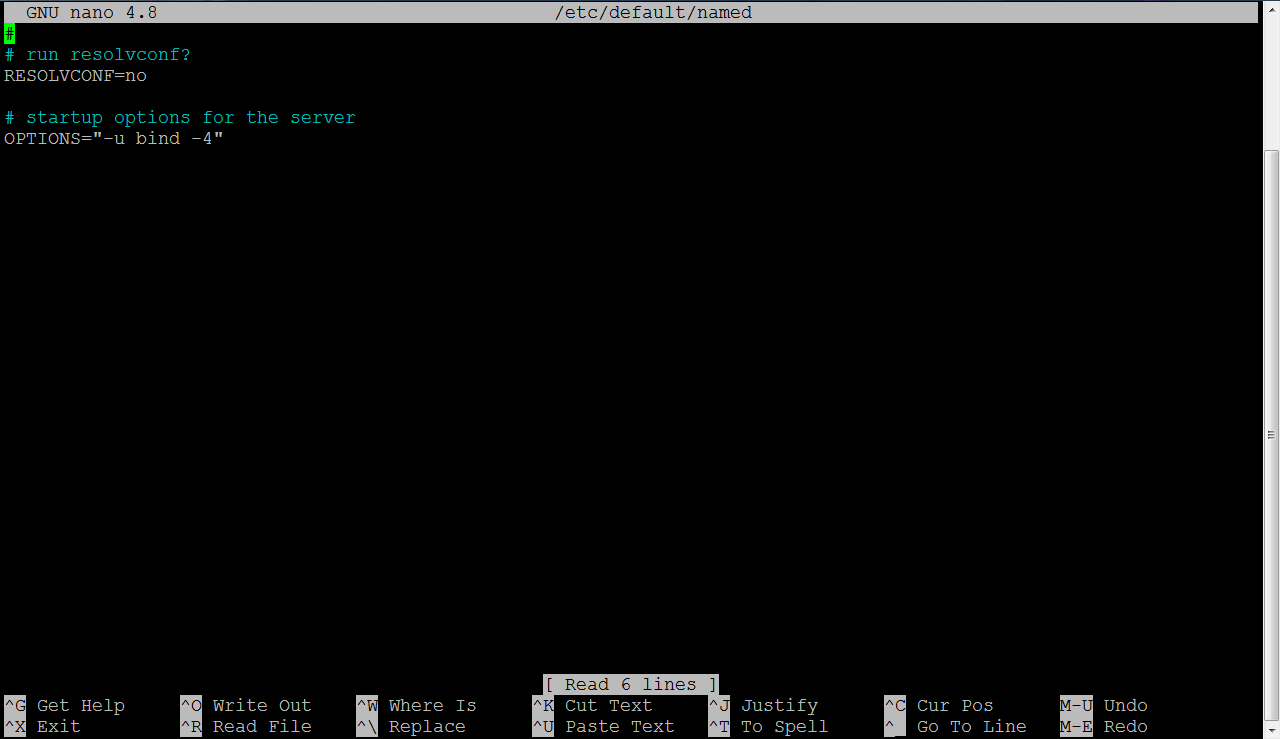 GNU nano 4.8 /etc/default/named
#
# run resolvconf?
RESOLVCONF=no
# startup options for the server
OPTIONS="-u bind -4"
[ Read 6 lines ]
^G Get Help ^O Write Out ^W Where Is ^K Cut Text ^J Justify ^C Cur Pos M-U Undo
^X Exit ^R Read File ^\ Replace ^U Paste Text ^T To Spell ^_ Go To Line M-E Redo